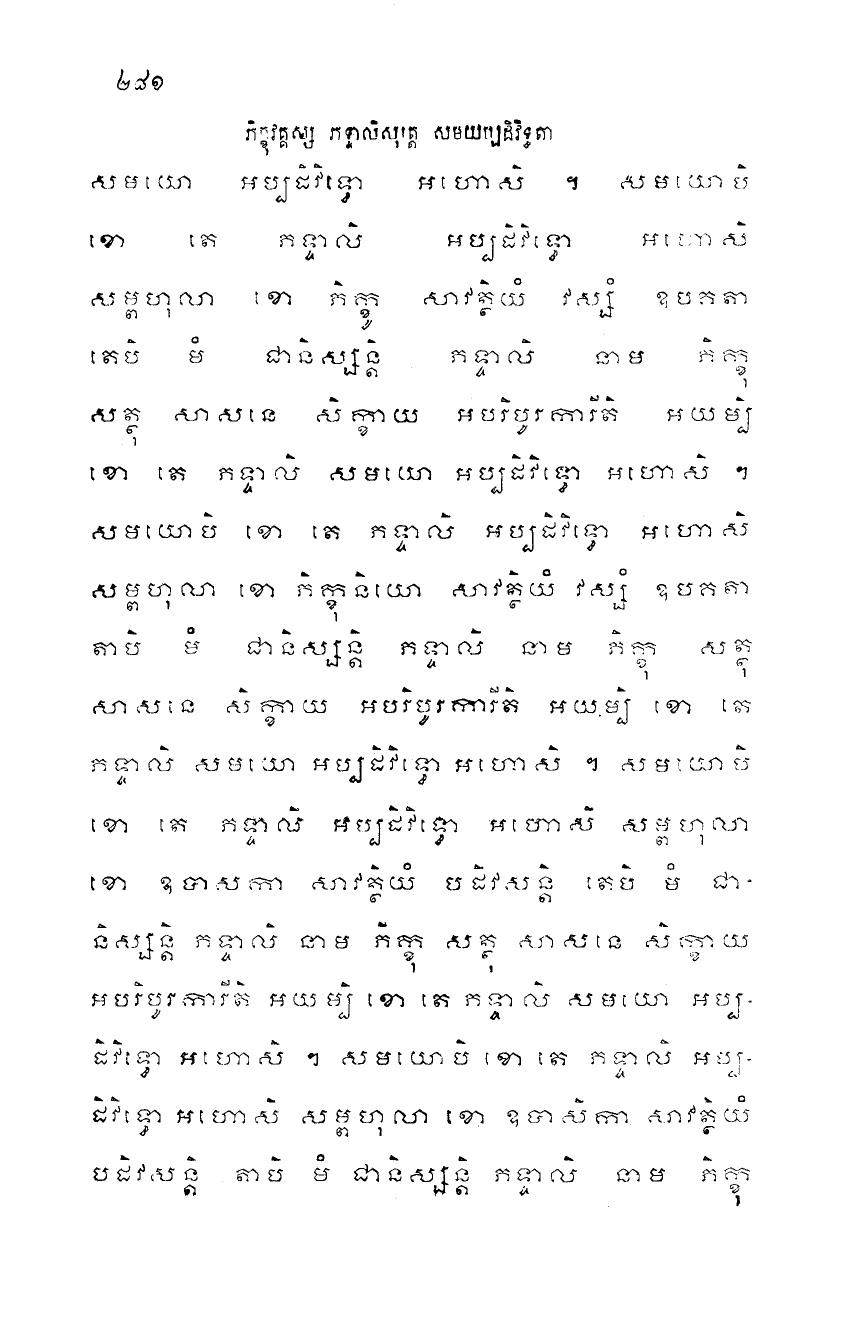 ២៨១
ភិក្ខុវគ្គស្ស ភទ្ទាលិសុត្តេ សមយប្បដិវិទ្ធតា
សមយោ អប្បដិវិទ្ធោ អហោសិ ។ សមយោបិ
ខោ តេ ភទ្ទាលិ អប្បដិវិទ្ធោ អហោសិ
សម្ពហុលា ខោ ភិក្ខូ សាវត្ថិយំ វស្សំ ឧបគតា
តេបិ មំ ជានិស្សន្តិ ភទ្ទាលិ នាម ភិក្ខុ
សត្ថុ សាសនេ សិក្ខាយ អបរិបូរការីតិ អយម្បិ
ខោ តេ ភទ្ទាលិ សមយោ អប្បដិវិទ្ធោ អហោសិ ។
សមយោបិ ខោ តេ ភទ្ទាលិ អប្បដិវិទ្ធោ អហោសិ
សម្ពហុលា ខោ ភិក្ខុនិយោ សាវត្ថិយំ វស្សំ ឧបគតា
តាបិ មំ ជានិស្សន្តិ ភទ្ទាលិ នាម ភិក្ខុ សត្ថុ
សាសនេ សិក្ខាយ អបរិបូរការីតិ អយម្បិ ខោ តេ
ភទ្ទាលិ សមយោ អប្បដិវិទ្ធោ អហោសិ ។ សមយោបិ
ខោ តេ ភទ្ទាលិ អប្បដិវិទ្ធោ អហោសិ សម្ពហុលា
ខោ ឧបាសកា សាវត្ថិយំ បដិវសន្តិ តេបិ មំ ជា-
និស្សន្តិ ភទ្ទាលិ នាម ភិក្ខុ សត្ថុ សាសនេ សិក្ខាយ
អបរិបូរការីតិ អយម្បិ ខោ តេ ភទ្ទាលិ សមយោ អប្ប-
ដិវិទ្ធោ អហោសិ ។ សមយោបិ ខោ តេ ភទ្ទាលិ អប្ប-
ដិវិទ្ធោ អហោសិ សម្ពហុលា ខោ ឧបាសិកា សាវត្ថិយំ
បដិវសន្តិ តាបិ មំ ជានិស្សន្តិ ភទ្ទាលិ នាម ភិក្ខុ